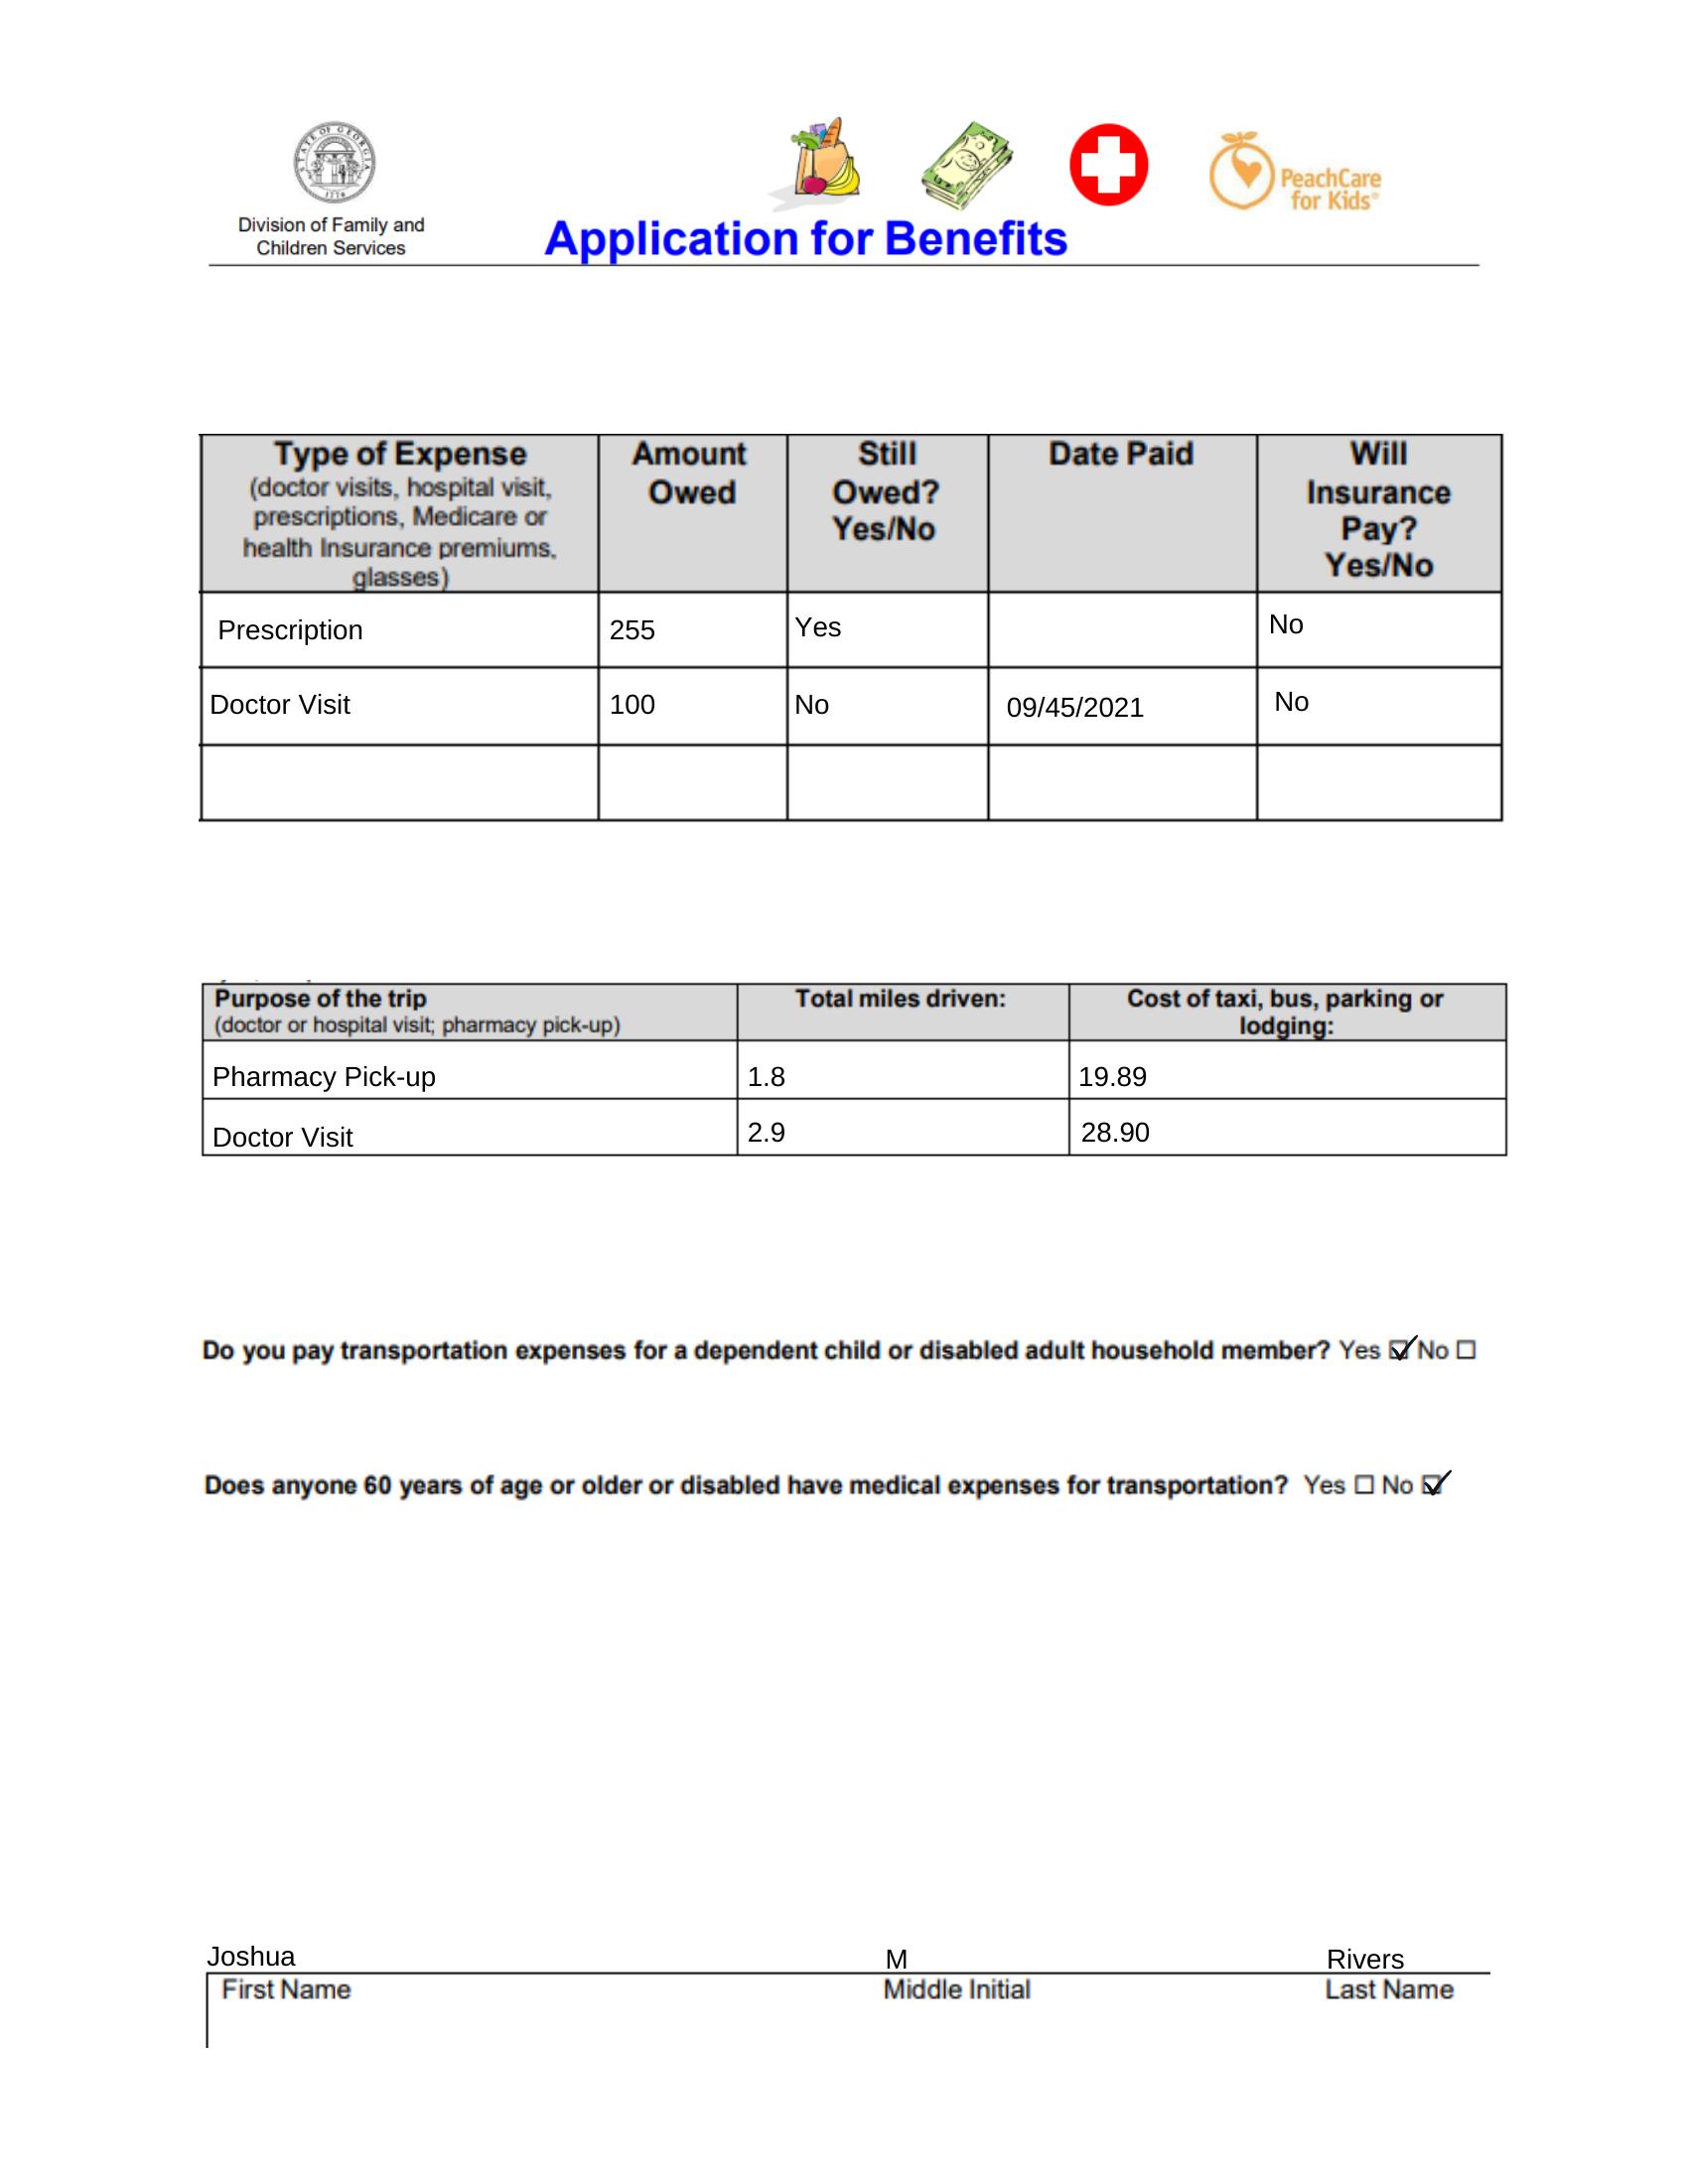 STATE OF GEORGIA
1776
PeachCare
for Kids®
Division of Family and
Children Services
Application for Benefits
Type of Expense
(doctor visits, hospital visit,
prescriptions, Medicare or
health Insurance premiums,
glasses)
Amount
Owed
Still
Owed?
Yes/No
Date Paid
Will
Insurance
Pay?
Yes/No
Prescription 255 Yes No
Doctor Visit 100 No 09/45/2021 No
Purpose of the trip
(doctor or hospital visit; pharmacy pick-up)
Total miles driven:
Cost of taxi, bus, parking or
lodging:
Pharmacy Pick-up 1.8 19.89
Doctor Visit 2.9 28.90
Do you pay transportation expenses for a dependent child or disabled adult household member? Yes ☑ No ☐
Does anyone 60 years of age or older or disabled have medical expenses for transportation? Yes ☐ No ☑
Joshua M Rivers
First Name Middle Initial Last Name